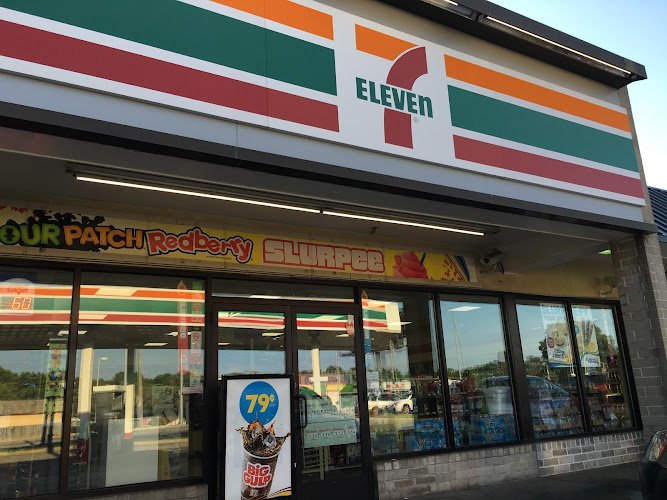 7
ELEVEn
®
OUR PATCH Redberry SLURPEE
79¢
BIG
GULP